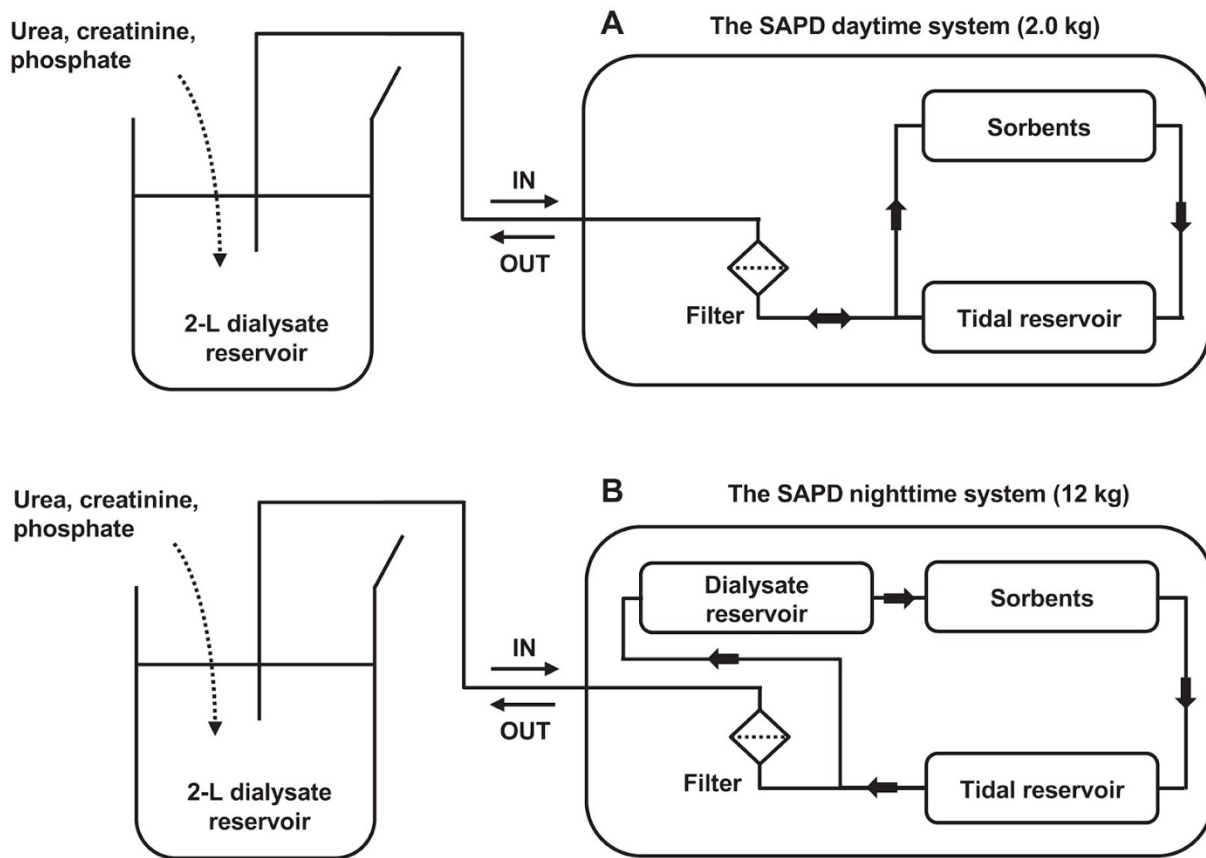 Urea, creatinine,
phosphate
A
The SAPD daytime system (2.0 kg)
Sorbents
IN
OUT
Filter
Tidal reservoir
2-L dialysate
reservoir
Urea, creatinine,
phosphate
B
The SAPD nighttime system (12 kg)
Dialysate
reservoir
Sorbents
IN
OUT
Filter
Tidal reservoir
2-L dialysate
reservoir